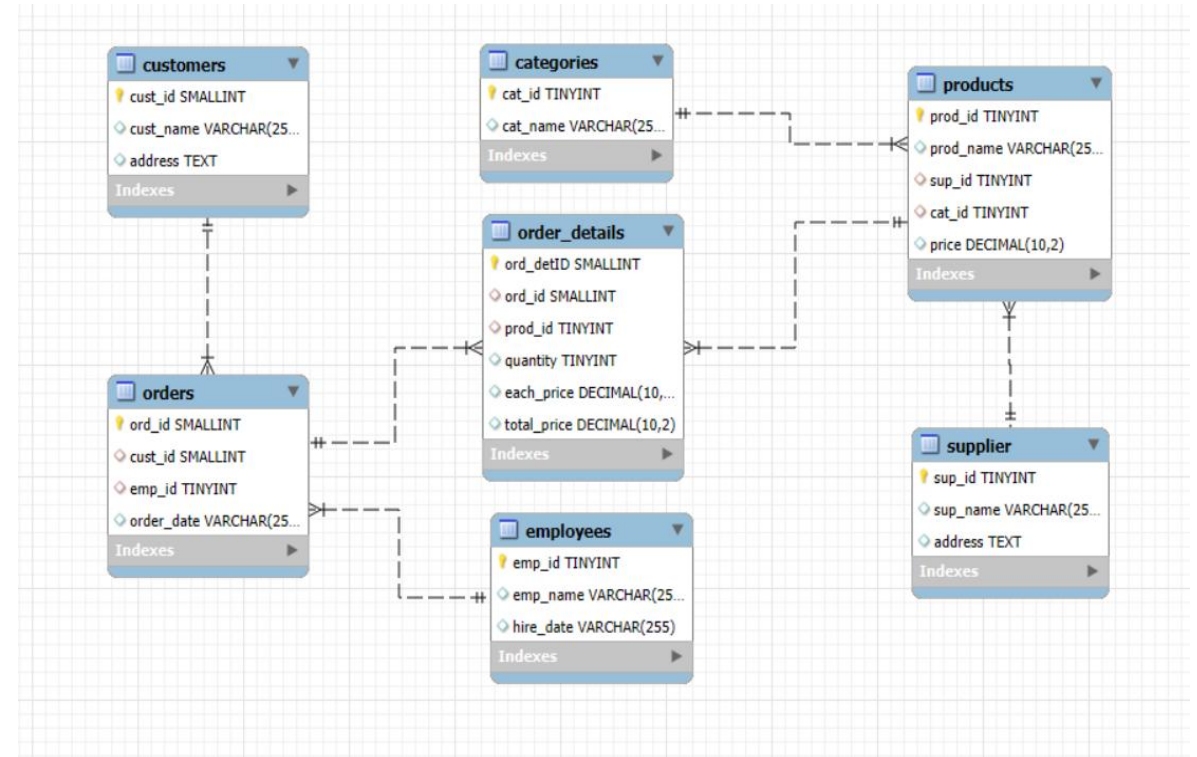 customers
cust_id SMALLINT
cust_name VARCHAR(25...
address TEXT
Indexes
categories
cat_id TINYINT
cat_name VARCHAR(25...
Indexes
products
prod_id TINYINT
prod_name VARCHAR(25...
sup_id TINYINT
cat_id TINYINT
price DECIMAL(10,2)
Indexes
order_details
ord_detID SMALLINT
ord_id SMALLINT
prod_id TINYINT
quantity TINYINT
each_price DECIMAL(10,...
total_price DECIMAL(10,2)
Indexes
orders
ord_id SMALLINT
cust_id SMALLINT
emp_id TINYINT
order_date VARCHAR(25...
Indexes
supplier
sup_id TINYINT
sup_name VARCHAR(25...
address TEXT
Indexes
employees
emp_id TINYINT
emp_name VARCHAR(25...
hire_date VARCHAR(255)
Indexes